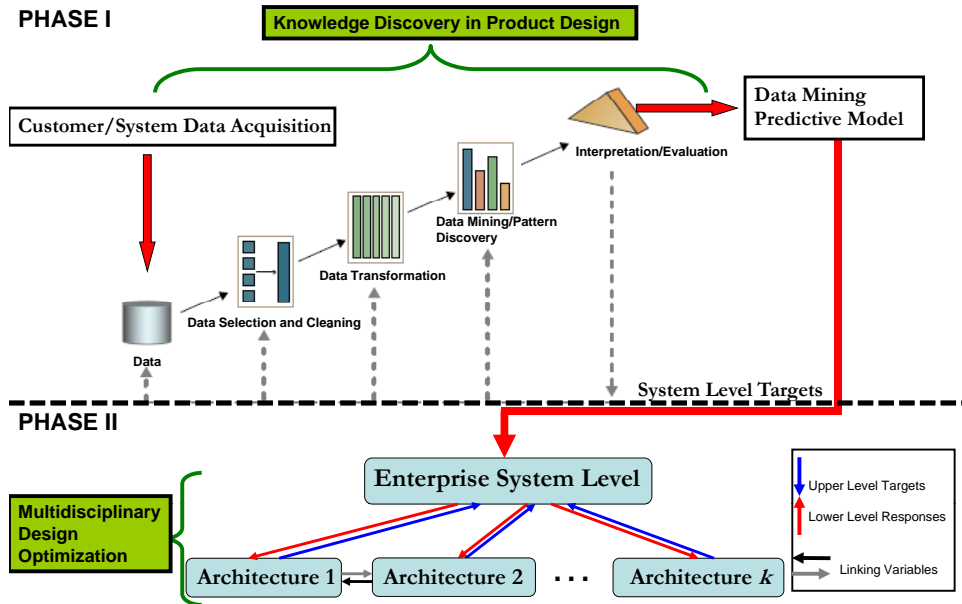 PHASE I
Knowledge Discovery in Product Design
Customer/System Data Acquisition
Data Mining
Predictive Model
Interpretation/Evaluation
Data Mining/Pattern
Discovery
Data Transformation
Data Selection and Cleaning
Data
System Level Targets
PHASE II
Enterprise System Level
Multidisciplinary
Design
Optimization
Architecture 1
Architecture 2
. . .
Architecture k
Upper Level Targets
Lower Level Responses
Linking Variables